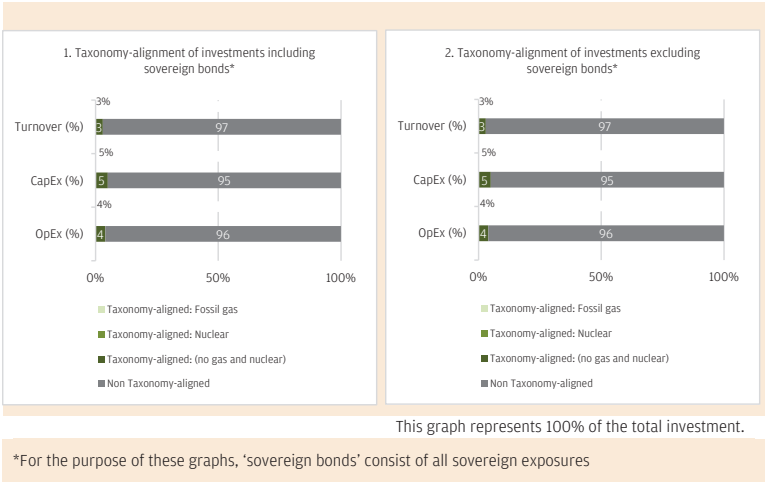 1. Taxonomy-alignment of investments including
sovereign bonds*
3%
Turnover (%)
3
97
5%
CapEx (%)
5
95
4%
OpEx (%)
4
96
0%
50%
100%
Taxonomy-aligned: Fossil gas
Taxonomy-aligned: Nuclear
Taxonomy-aligned: (no gas and nuclear)
Non Taxonomy-aligned
2. Taxonomy-alignment of investments excluding
sovereign bonds*
3%
Turnover (%)
3
97
5%
CapEx (%)
5
95
4%
OpEx (%)
4
96
0%
50%
100%
Taxonomy-aligned: Fossil gas
Taxonomy-aligned: Nuclear
Taxonomy-aligned: (no gas and nuclear)
Non Taxonomy-aligned
This graph represents 100% of the total investment.
*For the purpose of these graphs, ‘sovereign bonds’ consist of all sovereign exposures